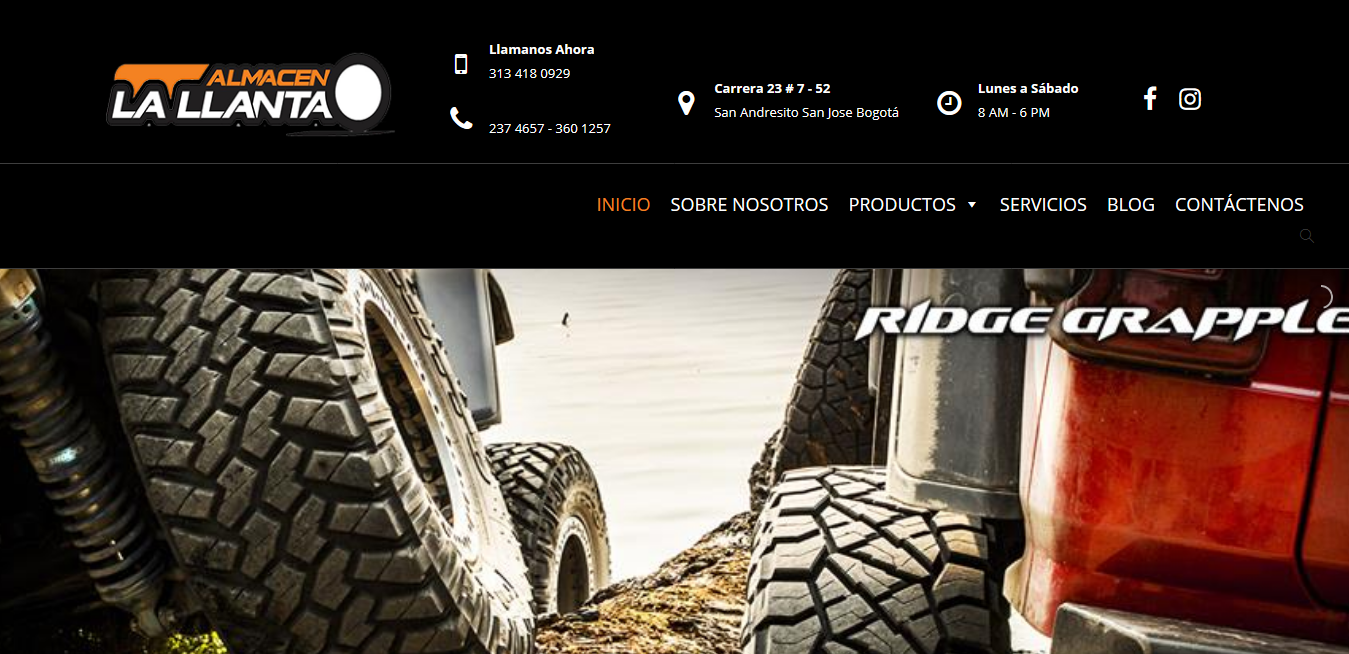 ALMACEN
LA LLANTA
Llamanos Ahora
313 418 0929
237 4657 - 360 1257
Carrera 23 # 7 - 52
San Andresito San Jose Bogotá
Lunes a Sábado
8 AM - 6 PM
INICIO SOBRE NOSOTROS PRODUCTOS SERVICIOS BLOG CONTÁCTENOS
RIDGE GRAPPLE